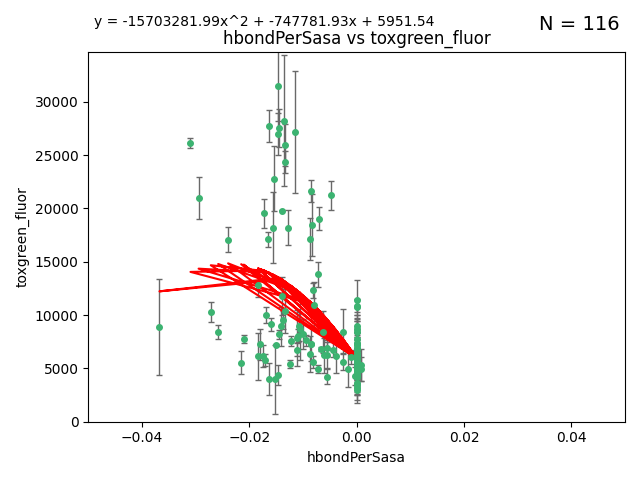 y = -15703281.99x^2 + -747781.93x + 5951.54
N = 116
hbondPerSasa vs toxgreen_fluor
30000
25000
20000
15000
10000
5000
0
toxgreen_fluor
−0.04
−0.02
0.00
0.02
0.04
hbondPerSasa